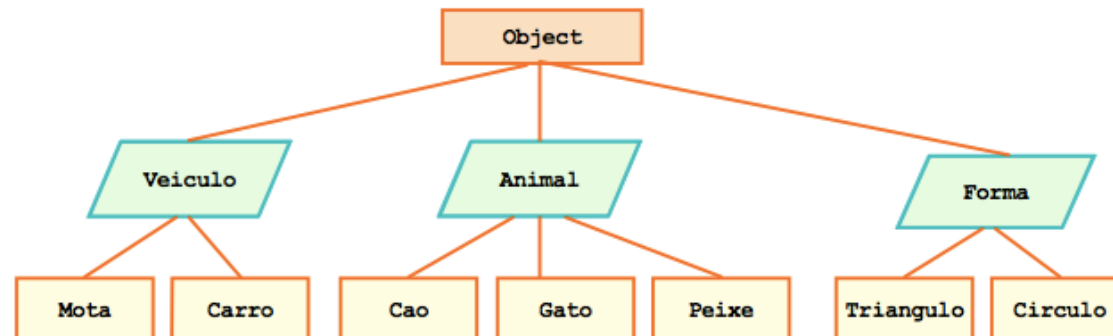 Object
Veiculo
Animal
Forma
Mota
Carro
Cao
Gato
Peixe
Triangulo
Circulo